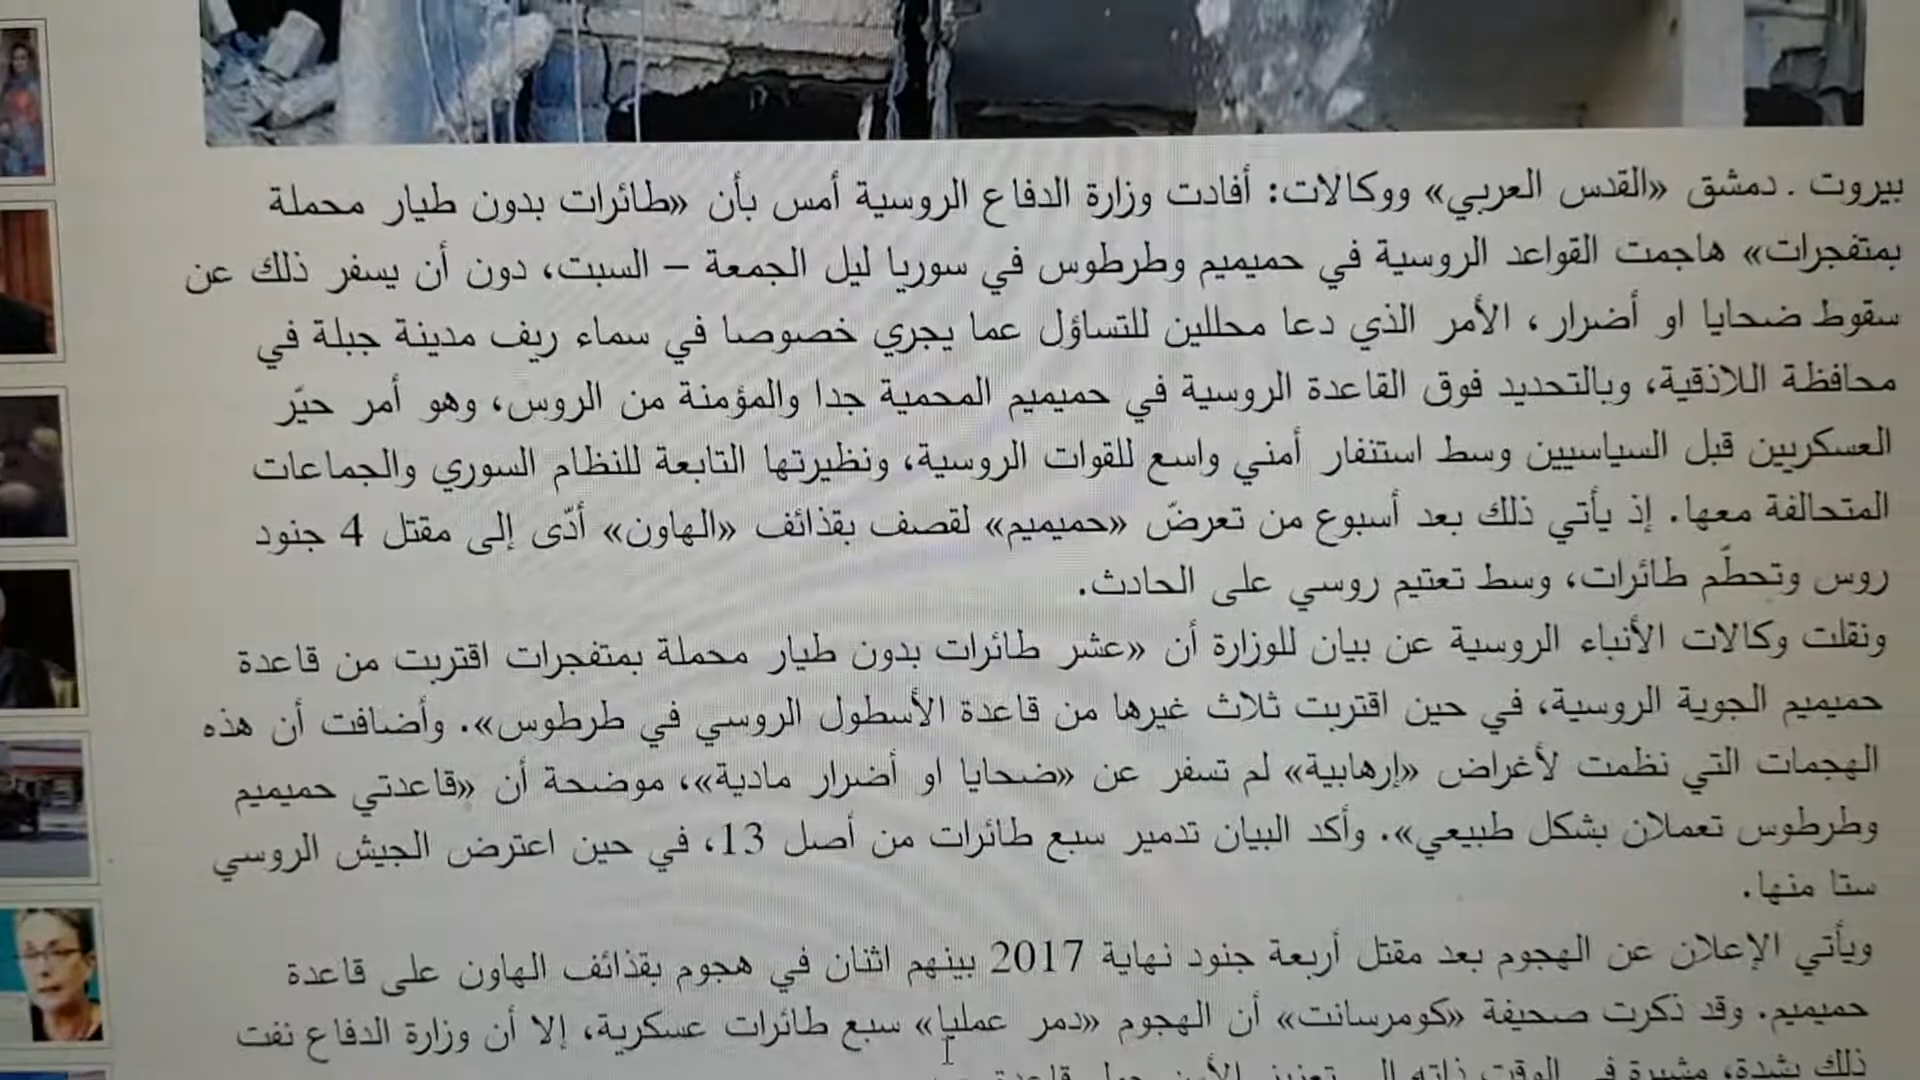 بيروت . دمشق «القدس العربي» ووكالات: أفادت وزارة الدفاع الروسية أمس بأن «طائرات بدون طيار محملة
بمتفجرات» هاجمت القواعد الروسية في حميميم وطرطوس في سوريا ليل الجمعة – السبت، دون أن يسفر ذلك عن
سقوط ضحايا او أضرار، الأمر الذي دعا محللين للتساؤل عما يجري خصوصا في سماء ريف مدينة جبلة في
محافظة اللاذقية، وبالتحديد فوق القاعدة الروسية في حميميم المحمية جدا والمؤمنة من الروس، وهو أمر حيّر
العسكريين قبل السياسيين وسط استنفار أمني واسع للقوات الروسية، ونظيرتها التابعة للنظام السوري والجماعات
المتحالفة معها. إذ يأتي ذلك بعد أسبوع من تعرضّ «حميميم» لقصف بقذائف «الهاون» أدّى إلى مقتل 4 جنود
روس وتحطّم طائرات، وسط تعتيم روسي على الحادث.
ونقلت وكالات الأنباء الروسية عن بيان للوزارة أن «عشر طائرات بدون طيار محملة بمتفجرات اقتربت من قاعدة
حميميم الجوية الروسية، في حين اقتربت ثلاث غيرها من قاعدة الأسطول الروسي في طرطوس». وأضافت أن هذه
الهجمات التي نظمت لأغراض «إرهابية» لم تسفر عن «ضحايا او أضرار مادية»، موضحة أن «قاعدتي حميميم
وطرطوس تعملان بشكل طبيعي». وأكد البيان تدمير سبع طائرات من أصل 13، في حين اعترض الجيش الروسي
ستا منها.
ويأتي الإعلان عن الهجوم بعد مقتل أربعة جنود نهاية 2017 بينهم اثنان في هجوم بقذائف الهاون على قاعدة
حميميم. وقد ذكرت صحيفة «كومرسانت» أن الهجوم «دمر عمليا» سبع طائرات عسكرية، إلا أن وزارة الدفاع نفت
ذلك بشدة، مشيرة في الوقت ذاته إلى تعزيز الأمن حول قاعدة